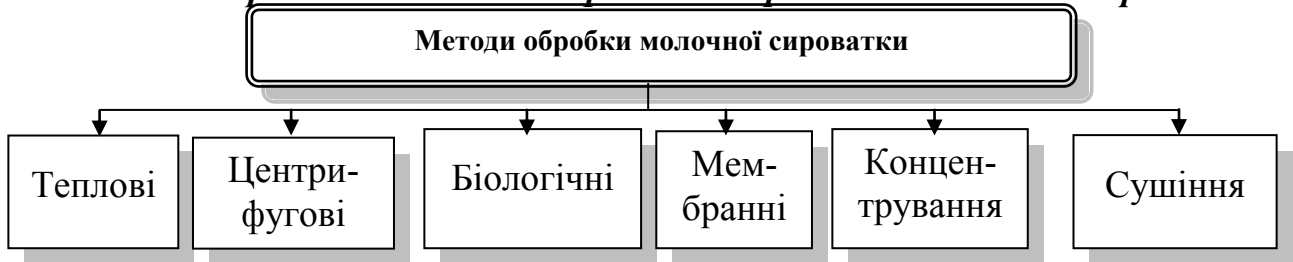 Методи обробки молочної сироватки
Теплові
Центри-
фугові
Біологічні
Мем-
бранні
Концен-
трування
Сушіння